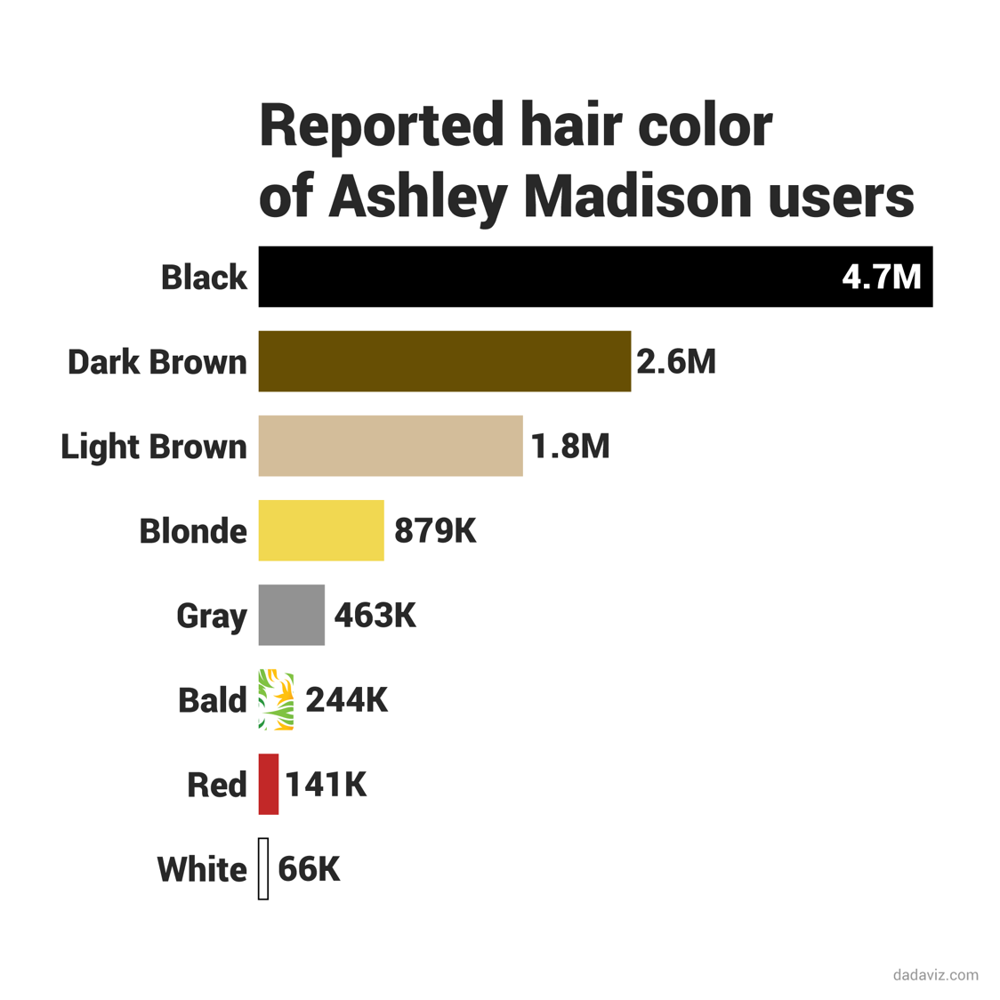 Reported hair color
of Ashley Madison users
Black 4.7M
Dark Brown 2.6M
Light Brown 1.8M
Blonde 879K
Gray 463K
Bald 244K
Red 141K
White 66K
dadaviz.com